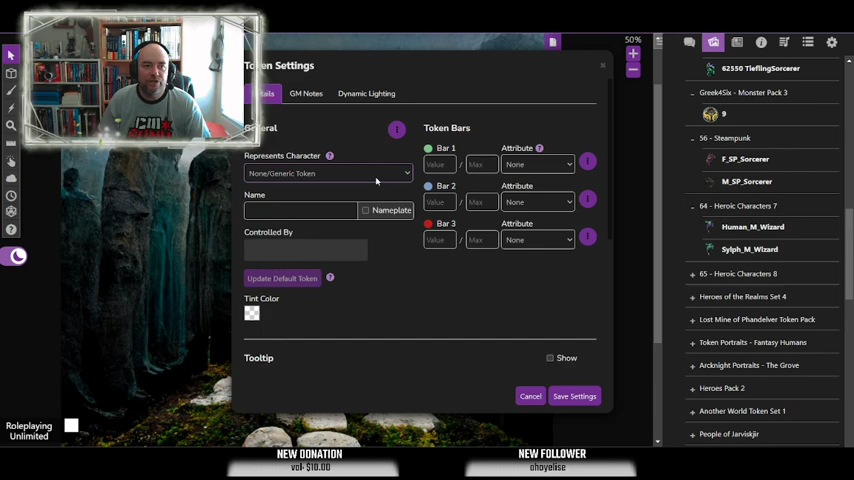 50%
Token Settings
Details
GM Notes
Dynamic Lighting
General
Represents Character
None/Generic Token
Name
Nameplate
Controlled By
Update Default Token
Tint Color
Token Bars
Bar 1
Attribute
Value / Max
None
Bar 2
Attribute
Value / Max
None
Bar 3
Attribute
Value / Max
None
Tooltip
Show
Cancel
Save Settings
62550 TieflingSorcerer
Greek4Six - Monster Pack 3
9
56 - Steampunk
F_SP_Sorcerer
M_SP_Sorcerer
64 - Heroic Characters 7
Human_M_Wizard
Sylph_M_Wizard
65 - Heroic Characters 8
Heroes of the Realms Set 4
Lost Mine of Phandelver Token Pack
Token Portraits - Fantasy Humans
Arcknight Portraits - The Grove
Heroes Pack 2
Another World Token Set 1
People of Jarviskjir
Roleplaying
Unlimited
NEW DONATION
vol- $10.00
NEW FOLLOWER
ahoyelise